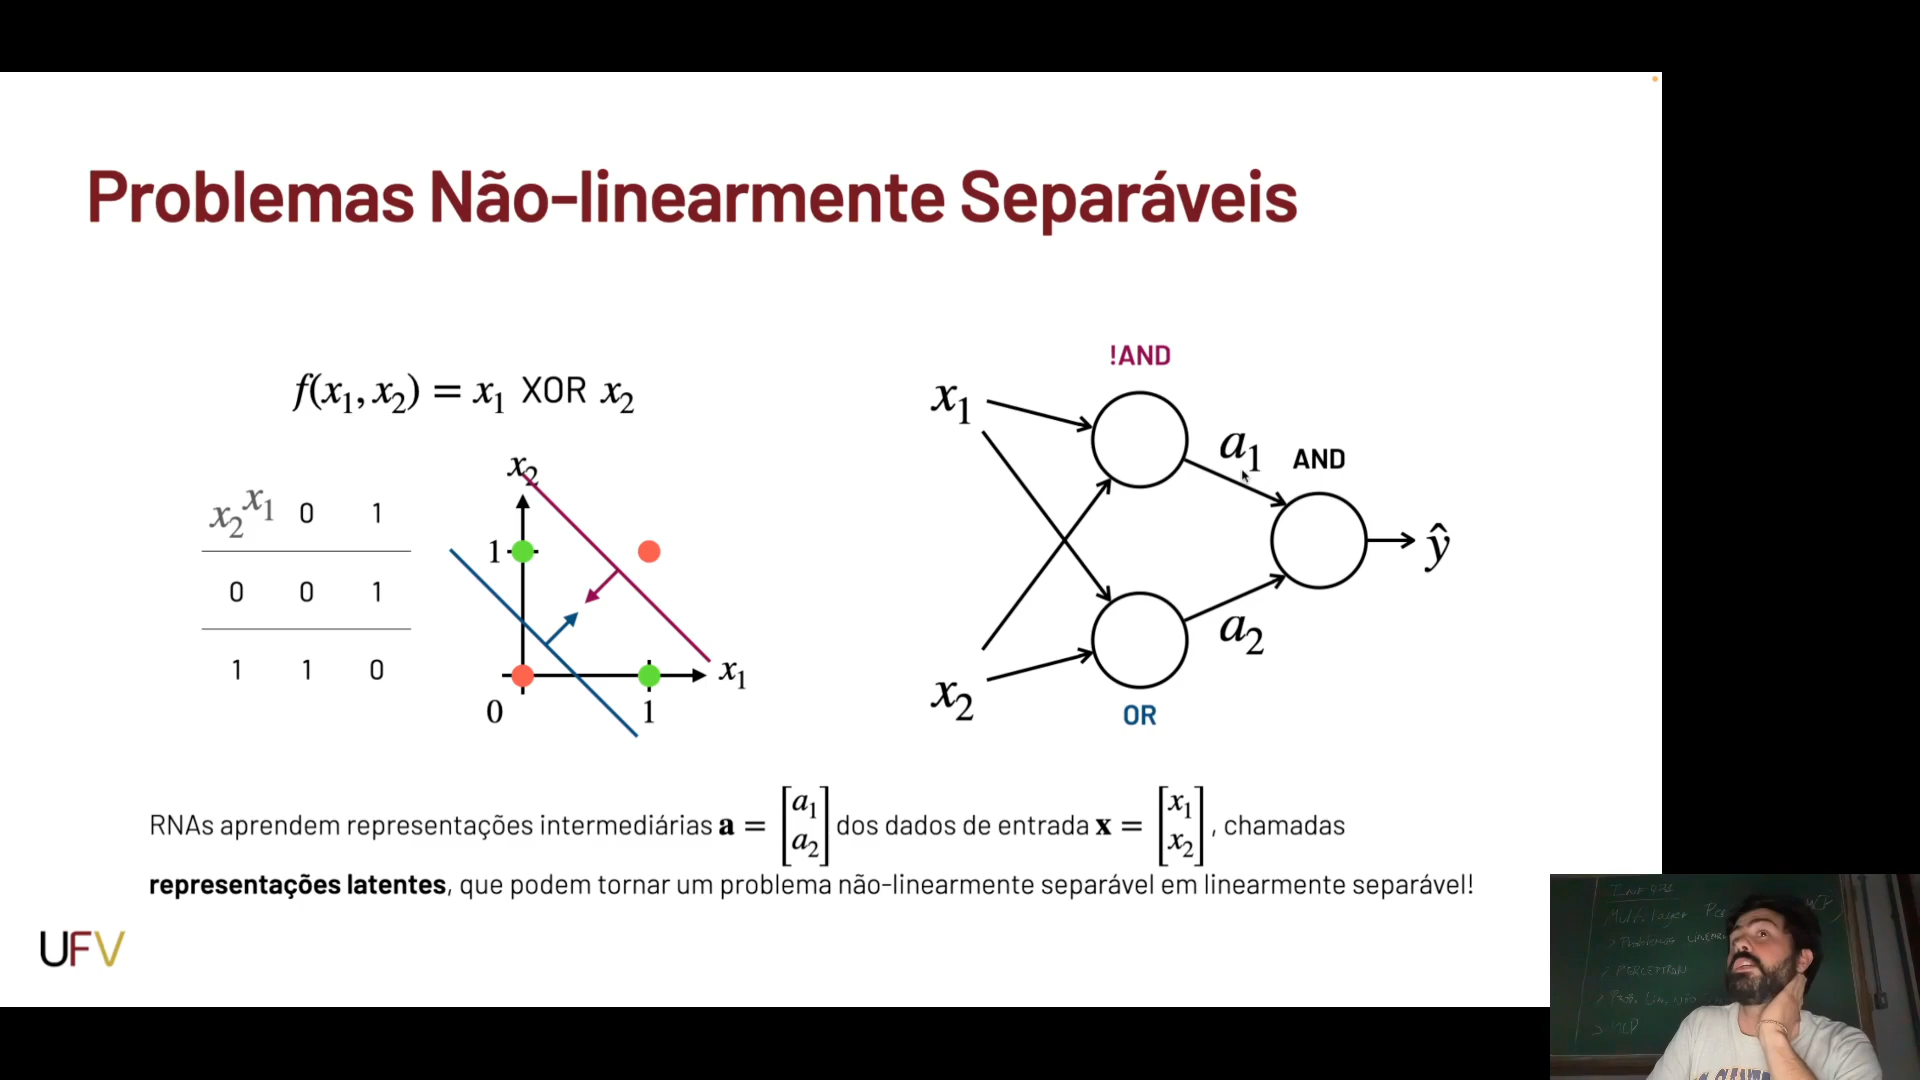 Problemas Não-linearmente Separáveis
f(x₁, x₂) = x₁ XOR x₂
x₂ x₁ 0 1
0 0 1
1 1 0
x₂
1
x₁
0 1
!AND
x₁
a₁ AND
ŷ
a₂
x₂
OR
RNAs aprendem representações intermediárias a = [a₁ a₂] dos dados de entrada x = [x₁ x₂], chamadas
representações latentes, que podem tornar um problema não-linearmente separável em linearmente separável!
UFV
Multilayer
PERCEPTRON
MLP